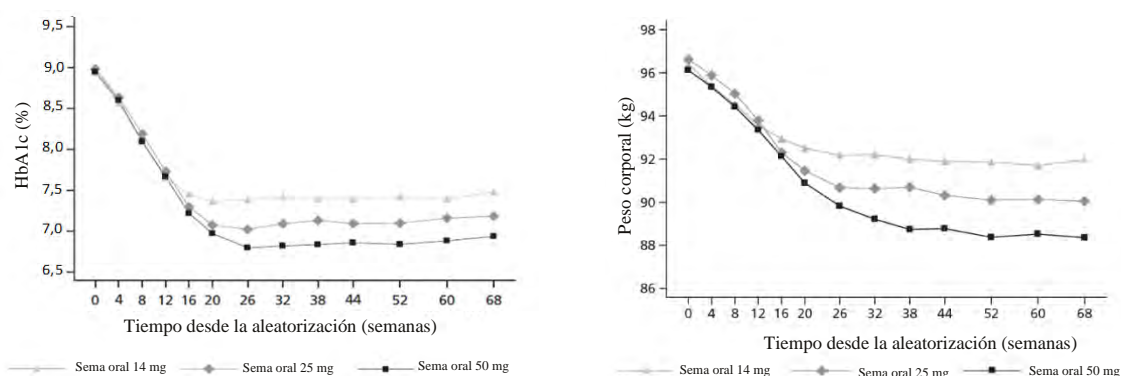 HbA1c (%)
9,5
9,0
8,5
8,0
7,5
7,0
6,5
0 4 8 12 16 20 26 32 38 44 52 60 68
Tiempo desde la aleatorización (semanas)
Sema oral 14 mg Sema oral 25 mg Sema oral 50 mg
Peso corporal (kg)
98
96
94
92
90
88
86
0 4 8 12 16 20 26 32 38 44 52 60 68
Tiempo desde la aleatorización (semanas)
Sema oral 14 mg Sema oral 25 mg Sema oral 50 mg